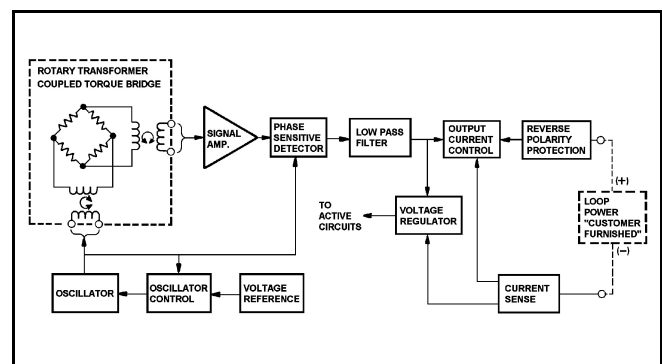 ROTARY TRANSFORMER
COUPLED TORQUE BRIDGE
SIGNAL
AMP.
PHASE
SENSITIVE
DETECTOR
LOW PASS
FILTER
OUTPUT
CURRENT
CONTROL
REVERSE
POLARITY
PROTECTION
(+)
LOOP
POWER
"CUSTOMER
FURNISHED"
(−)
TO
ACTIVE
CIRCUITS
VOLTAGE
REGULATOR
OSCILLATOR
OSCILLATOR
CONTROL
VOLTAGE
REFERENCE
CURRENT
SENSE